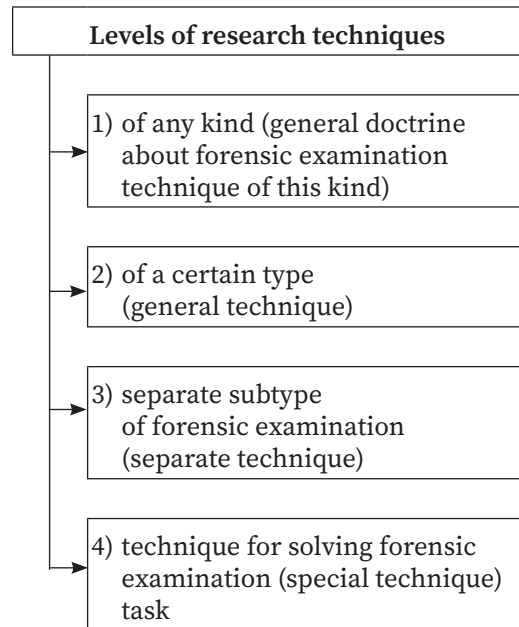 Levels of research techniques
1) of any kind (general doctrine
about forensic examination
technique of this kind)
2) of a certain type
(general technique)
3) separate subtype
of forensic examination
(separate technique)
4) technique for solving forensic
examination (special technique)
task